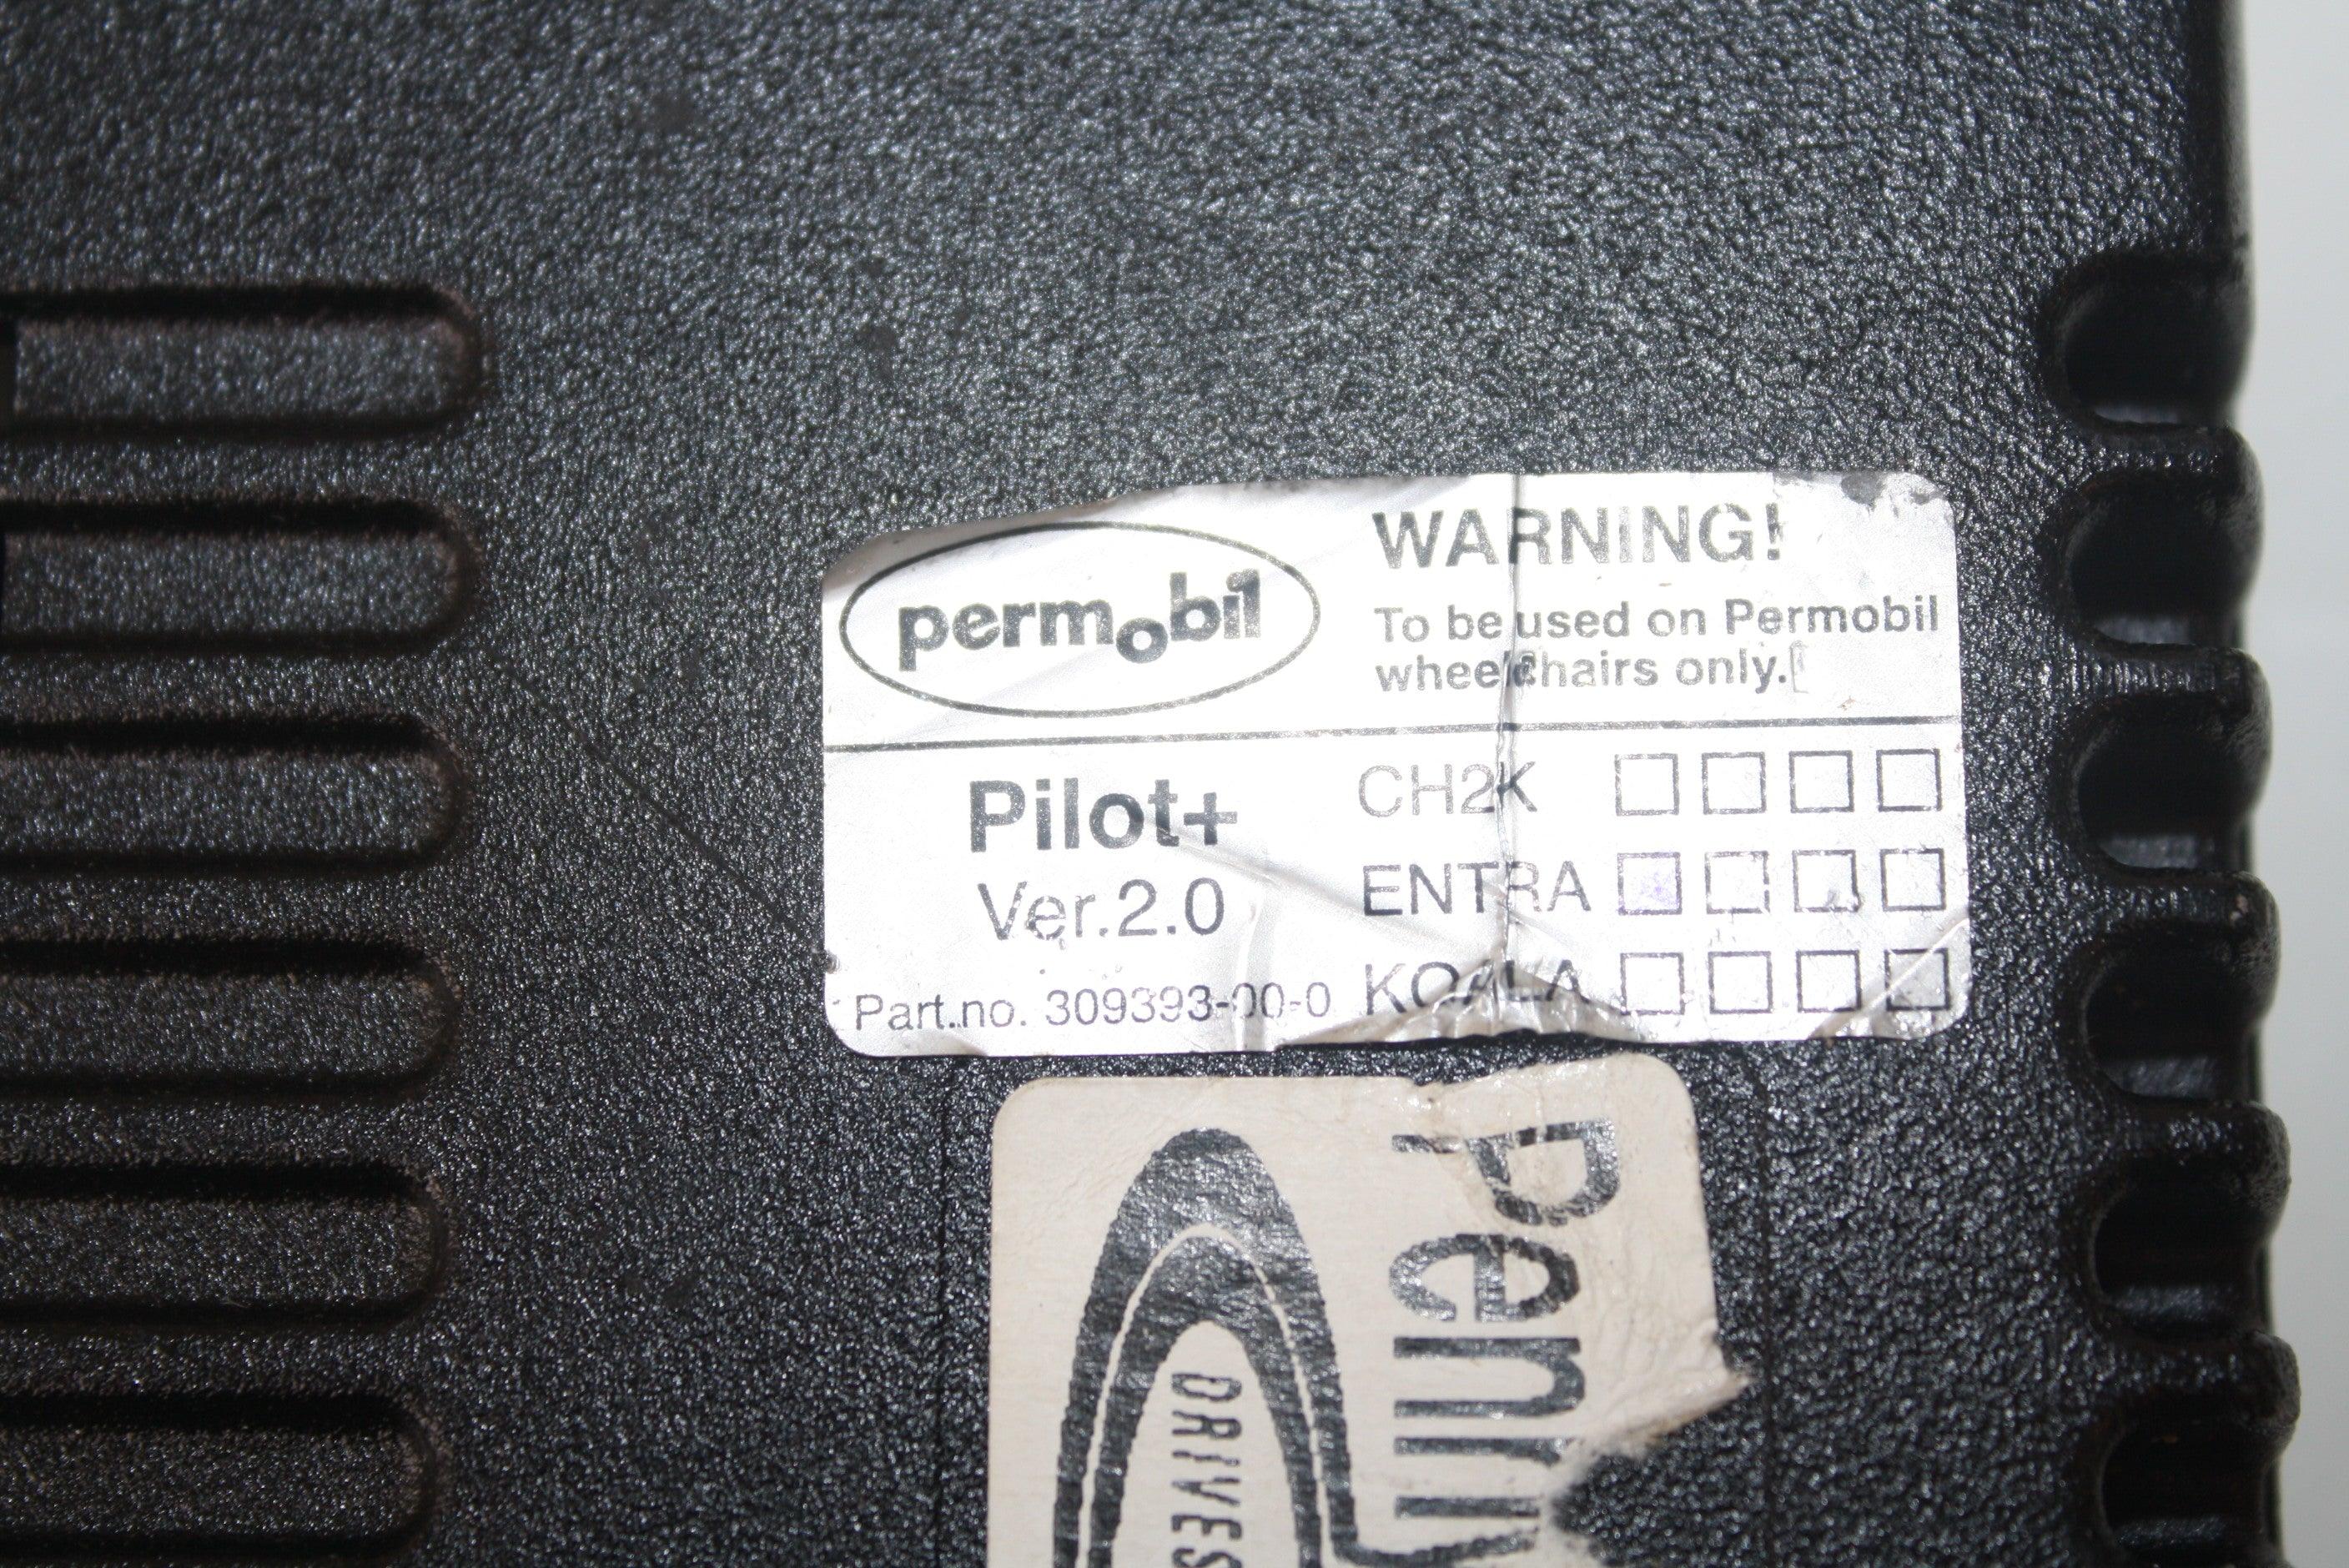 permobil
WARNING!
To be used on Permobil
wheelchairs only.
Pilot+
Ver.2.0
Part.no. 309393-00-0
CH2K
ENTRA
KOALA
DRIVES